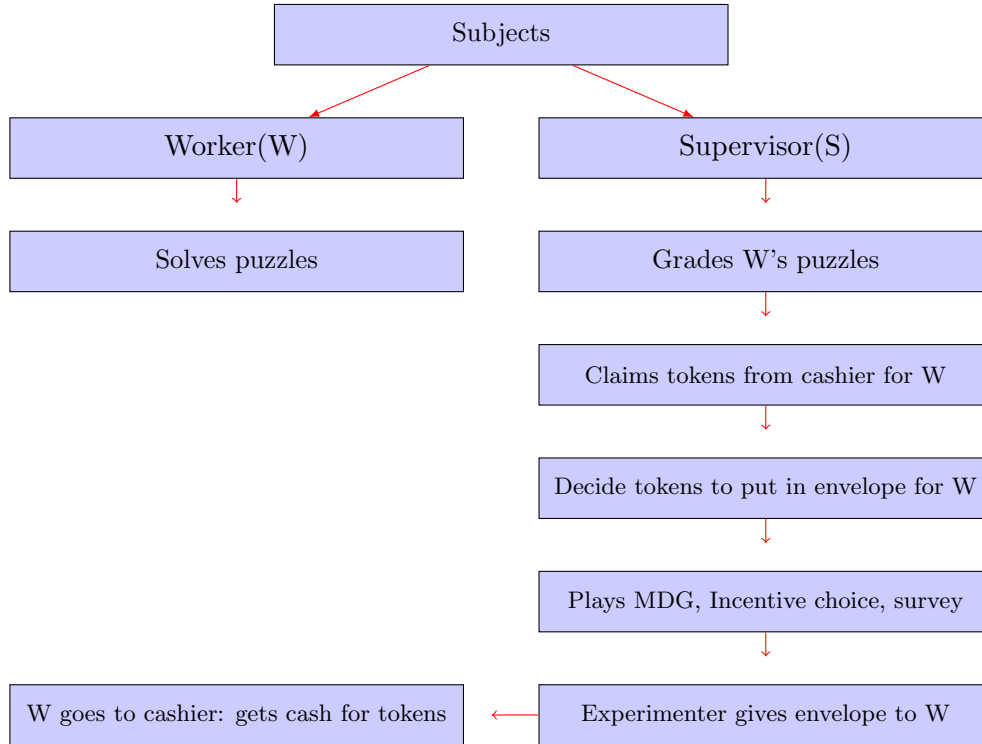 Subjects
Worker(W)
Supervisor(S)
Solves puzzles
Grades W's puzzles
Claims tokens from cashier for W
Decide tokens to put in envelope for W
Plays MDG, Incentive choice, survey
W goes to cashier: gets cash for tokens
Experimenter gives envelope to W